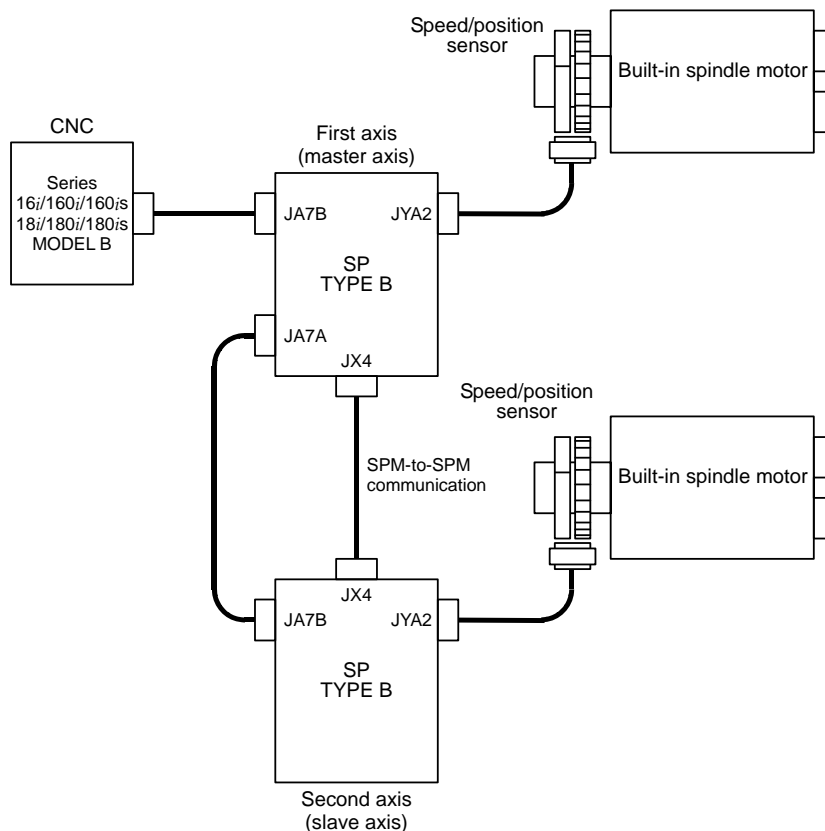 Speed/position
sensor
Built-in spindle motor
CNC
First axis
(master axis)
Series
16i/160i/160is
18i/180i/180is
MODEL B
JA7B
JYA2
SP
TYPE B
JA7A
JX4
Speed/position
sensor
SPM-to-SPM
communication
Built-in spindle motor
JX4
JA7B
JYA2
SP
TYPE B
Second axis
(slave axis)